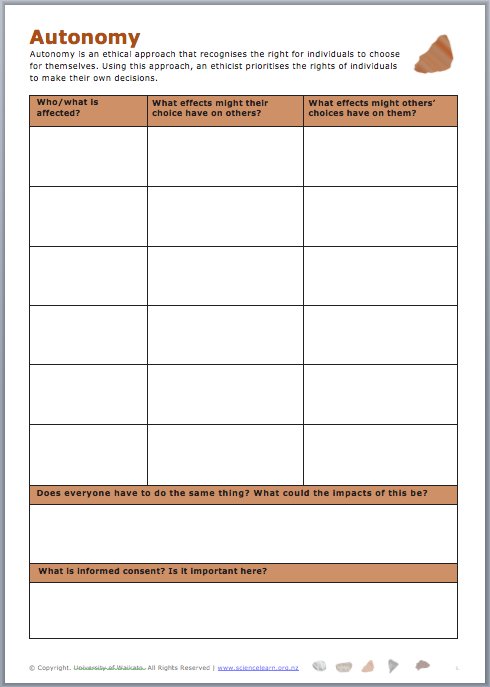 Autonomy
Autonomy is an ethical approach that recognises the right for individuals to choose
for themselves. Using this approach, an ethicist prioritises the rights of individuals
to make their own decisions.
Who/what is
affected?
What effects might their
choice have on others?
What effects might others’
choices have on them?
Does everyone have to do the same thing? What could the impacts of this be?
What is informed consent? Is it important here?
© Copyright. University of Waikato. All Rights Reserved | www.sciencelearn.org.nz